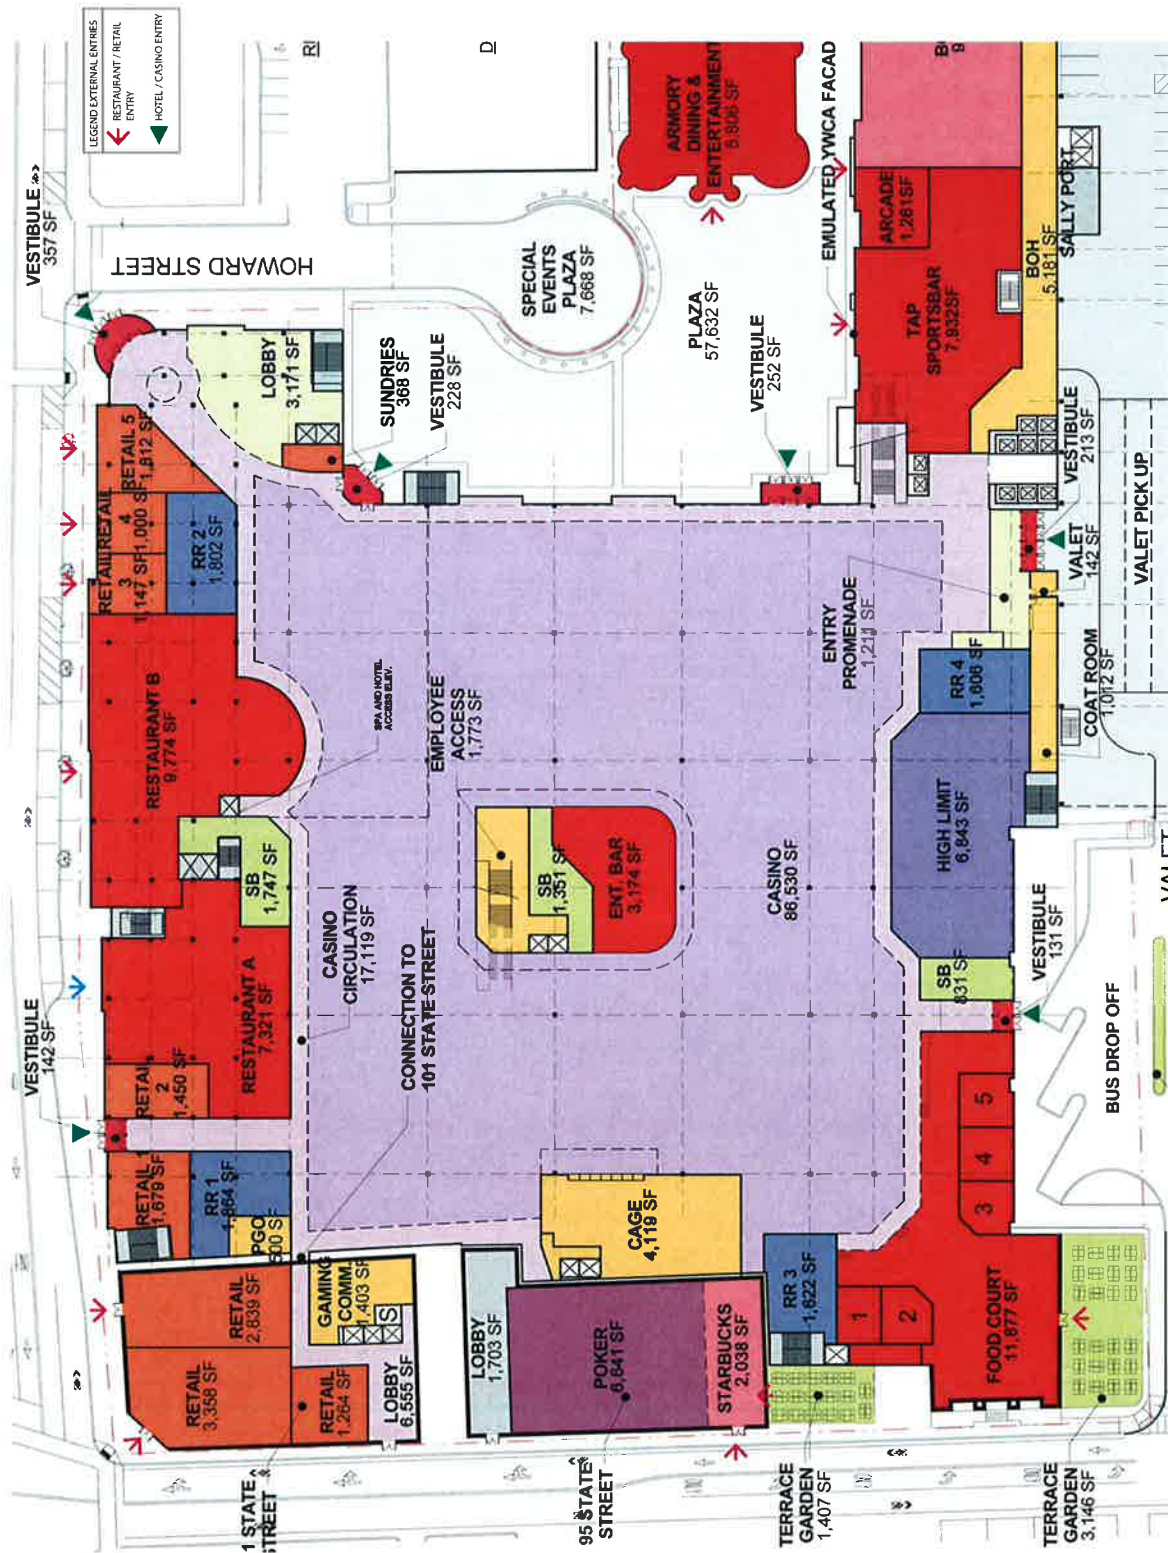 LEGEND EXTERNAL ENTRIES
RESTAURANT / RETAIL
ENTRY
HOTEL / CASINO ENTRY
VESTIBULE
357 SF
HOWARD STREET
RI
D
LOBBY
3,171 SF
SUNDRIES
368 SF
VESTIBULE
228 SF
SPECIAL
EVENTS
PLAZA
7,668 SF
PLAZA
57,632 SF
VESTIBULE
252 SF
ARMORY
DINING &
ENTERTAINMENT
EMULATED YWCA FACAD
ARCADE
1,261SF
TAP
SPORTSBAR
7,932SF
BOH
5,181 SF
SALLY PORT
VESTIBULE
213 SF
VALET
142 SF
VALET PICK UP
RETAIL 5
1,812 SF
RETAIL
4
1,000 SF
RETAIL
3
1,147 SF
RR 2
1,802 SF
RESTAURANT B
9,774 SF
SPA AND HOTEL
ACCESS ELEV.
EMPLOYEE
ACCESS
1,773 SF
ENTRY
PROMENADE
1,211 SF
RR 4
1,606 SF
COAT ROOM
1,012 SF
HIGH LIMIT
6,843 SF
SB
1,747 SF
SB
1,351 SF
ENT. BAR
3,174 SF
CASINO
86,530 SF
SB
831 SF
VESTIBULE
131 SF
BUS DROP OFF
VESTIBULE
142 SF
RESTAURANT A
7,321 SF
RETAIL
2
1,450 SF
CASINO
CIRCULATION
17,119 SF
CONNECTION TO
101 STATE STREET
RETAIL 1
1,679 SF
RR 1
1,864 SF
PGO
CAGE
4,119 SF
GAMING
COMM.
1,403 SF
S
RETAIL
2,839 SF
RETAIL
3,358 SF
RETAIL
1,264 SF
LOBBY
6,555 SF
LOBBY
1,703 SF
POKER
6,641 SF
STARBUCKS
2,038 SF
RR 3
1,822 SF
1
2
3
4
5
FOOD COURT
11,877 SF
1 STATE
STREET
95 STATE
STREET
TERRACE
GARDEN
1,407 SF
TERRACE
GARDEN
3,146 SF